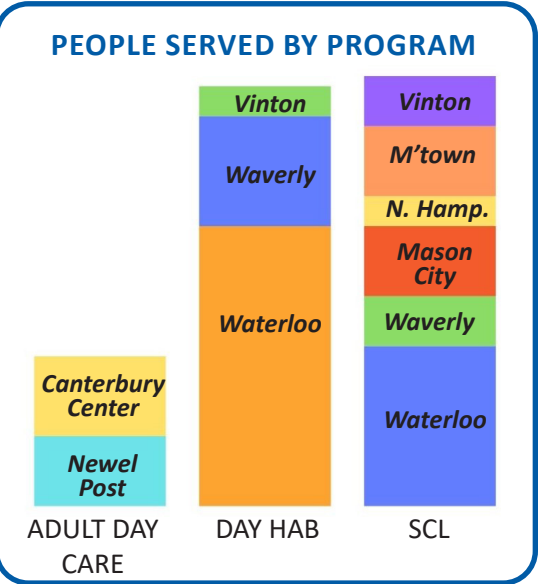 PEOPLE SERVED BY PROGRAM
Canterbury
Center
Newel
Post
ADULT DAY
CARE
Vinton
Waverly
Waterloo
DAY HAB
Vinton
M’town
N. Hamp.
Mason
City
Waverly
Waterloo
SCL